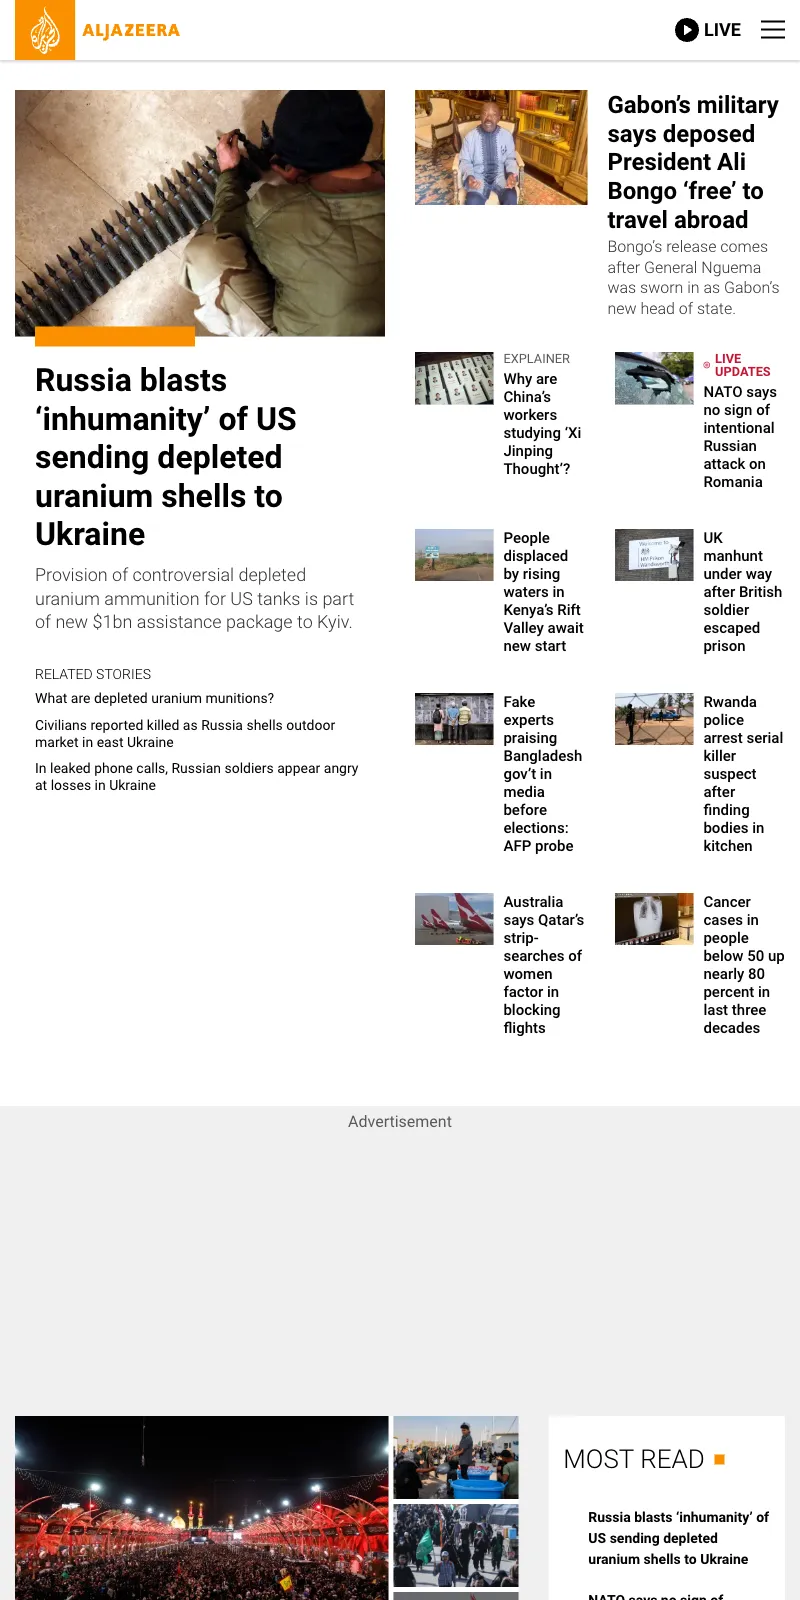 ALJAZEERA
LIVE
Russia blasts
‘inhumanity’ of US
sending depleted
uranium shells to
Ukraine
Provision of controversial depleted
uranium ammunition for US tanks is part
of new $1bn assistance package to Kyiv.
RELATED STORIES
What are depleted uranium munitions?
Civilians reported killed as Russia shells outdoor
market in east Ukraine
In leaked phone calls, Russian soldiers appear angry
at losses in Ukraine
Gabon’s military
says deposed
President Ali
Bongo ‘free’ to
travel abroad
Bongo’s release comes
after General Nguema
was sworn in as Gabon’s
new head of state.
EXPLAINER
Why are
China’s
workers
studying ‘Xi
Jinping
Thought’?
LIVE
UPDATES
NATO says
no sign of
intentional
Russian
attack on
Romania
People
displaced
by rising
waters in
Kenya’s Rift
Valley await
new start
UK
manhunt
under way
after British
soldier
escaped
prison
Fake
experts
praising
Bangladesh
gov’t in
media
before
elections:
AFP probe
Rwanda
police
arrest serial
killer
suspect
after
finding
bodies in
kitchen
Australia
says Qatar’s
strip-
searches of
women
factor in
blocking
flights
Cancer
cases in
people
below 50 up
nearly 80
percent in
last three
decades
Advertisement
MOST READ
Russia blasts ‘inhumanity’ of
US sending depleted
uranium shells to Ukraine
NATO says no sign of